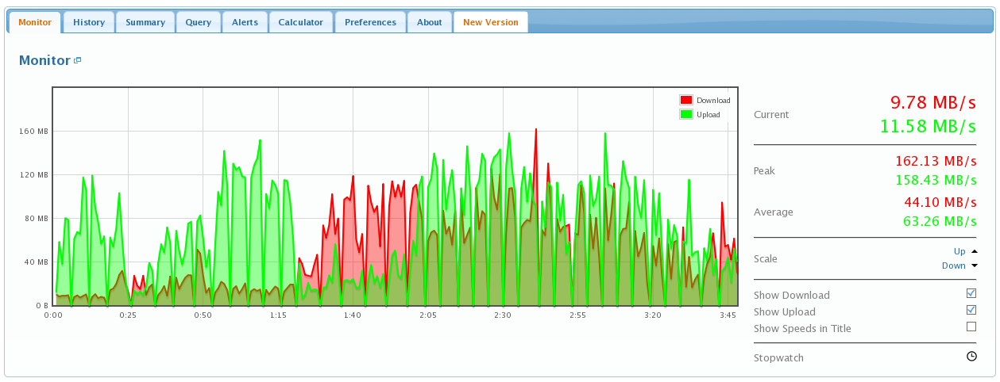 Monitor History Summary Query Alerts Calculator Preferences About New Version
Monitor
Download
Upload
160 MB
120 MB
80 MB
40 MB
0 B
0:00 0:25 0:50 1:15 1:40 2:05 2:30 2:55 3:20 3:45
Current 9.78 MB/s
11.58 MB/s
Peak 162.13 MB/s
158.43 MB/s
Average 44.10 MB/s
63.26 MB/s
Scale Up
Down
Show Download
Show Upload
Show Speeds in Title
Stopwatch